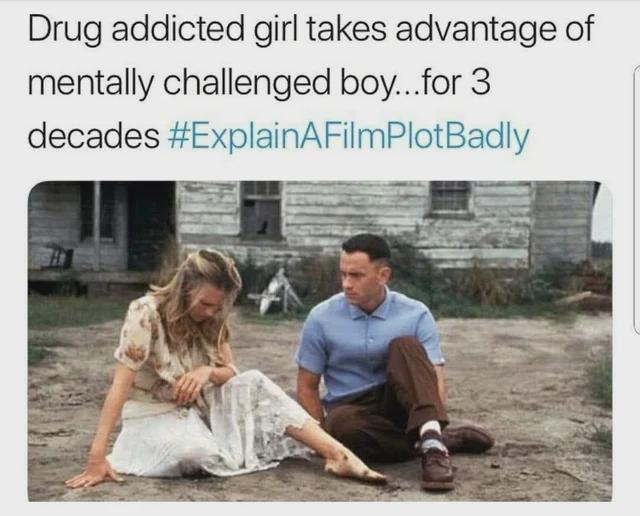 Drug addicted girl takes advantage of
mentally challenged boy...for 3
decades #ExplainAFilmPlotBadly